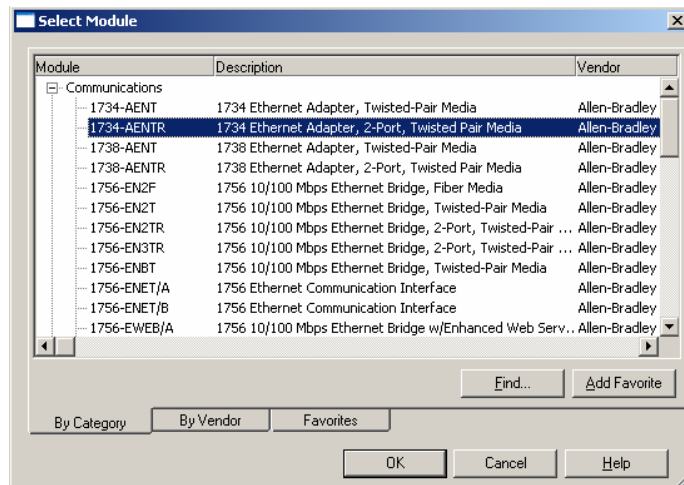 Select Module
Module Description Vendor
Communications
1734-AENT 1734 Ethernet Adapter, Twisted-Pair Media Allen-Bradley
1734-AENTR 1734 Ethernet Adapter, 2-Port, Twisted Pair Media Allen-Bradley
1738-AENT 1738 Ethernet Adapter, Twisted-Pair Media Allen-Bradley
1738-AENTR 1738 Ethernet Adapter, 2-Port, Twisted Pair Media Allen-Bradley
1756-EN2F 1756 10/100 Mbps Ethernet Bridge, Fiber Media Allen-Bradley
1756-EN2T 1756 10/100 Mbps Ethernet Bridge, Twisted-Pair Media Allen-Bradley
1756-EN2TR 1756 10/100 Mbps Ethernet Bridge, 2-Port, Twisted-Pair ... Allen-Bradley
1756-EN3TR 1756 10/100 Mbps Ethernet Bridge, 2-Port, Twisted-Pair ... Allen-Bradley
1756-ENBT 1756 10/100 Mbps Ethernet Bridge, Twisted-Pair Media Allen-Bradley
1756-ENET/A 1756 Ethernet Communication Interface Allen-Bradley
1756-ENET/B 1756 Ethernet Communication Interface Allen-Bradley
1756-EWEB/A 1756 10/100 Mbps Ethernet Bridge w/Enhanced Web Serv.. Allen-Bradley
Find... Add Favorite
By Category By Vendor Favorites
OK Cancel Help